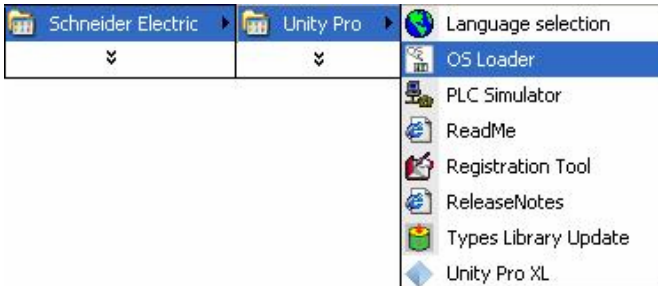 Schneider Electric
Unity Pro
Language selection
OS Loader
PLC Simulator
ReadMe
Registration Tool
ReleaseNotes
Types Library Update
Unity Pro XL